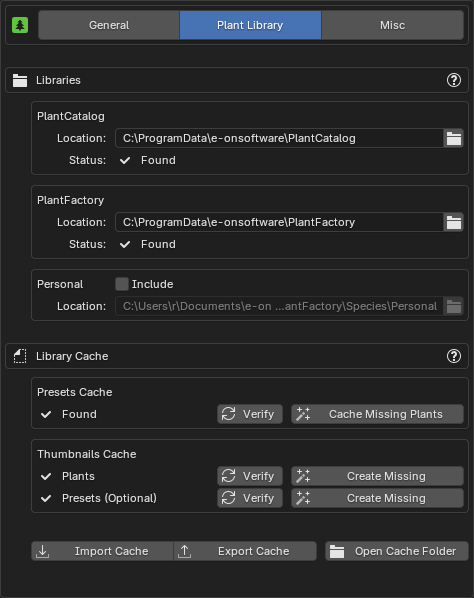 General Plant Library Misc
Libraries ?
PlantCatalog
Location: C:\ProgramData\e-onsoftware\PlantCatalog
Status: Found
PlantFactory
Location: C:\ProgramData\e-onsoftware\PlantFactory
Status: Found
Personal Include
Location: C:\Users\r\Documents\e-on ...antFactory\Species\Personal
Library Cache ?
Presets Cache
Found Verify Cache Missing Plants
Thumbnails Cache
Plants Verify Create Missing
Presets (Optional) Verify Create Missing
Import Cache Export Cache Open Cache Folder